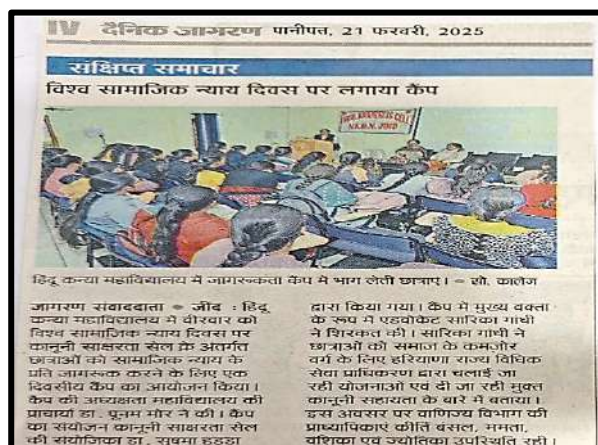 IV दैनिक जागरण पानीपत, 21 फरवरी, 2025
संक्षिप्त समाचार
विश्व सामाजिक न्याय दिवस पर लगाया कैंप
हिंदू कन्या महाविद्यालय में जागरूकता कैंप में भाग लेती छात्राएं। • सौ. कालेज
जागरण संवाददाता • जींद : हिंदू
कन्या महाविद्यालय में वीरवार को
विश्व सामाजिक न्याय दिवस पर
कानूनी साक्षरता सेल के अंतर्गत
छात्राओं को सामाजिक न्याय के
प्रति जागरूक करने के लिए एक
दिवसीय कैंप का आयोजन किया।
कैंप की अध्यक्षता महाविद्यालय की
प्राचार्या डा. पूनम मोर ने की। कैंप
का संयोजन कानूनी साक्षरता सेल
की संयोजिका डा. सुषमा हुड्डा
द्वारा किया गया। कैंप में मुख्य वक्ता
के रूप में एडवोकेट सारिका गांधी
ने शिरकत की। सारिका गांधी ने
छात्राओं को समाज के कमजोर
वर्ग के लिए हरियाणा राज्य विधिक
सेवा प्राधिकरण द्वारा चलाई जा
रही योजनाओं एवं दी जा रही मुक्त
कानूनी सहायता के बारे में बताया।
इस अवसर पर वाणिज्य विभाग की
प्राध्यापिकाएं कीर्ति बंसल, ममता,
वंशिका एवं ज्योतिका उपस्थित रही।